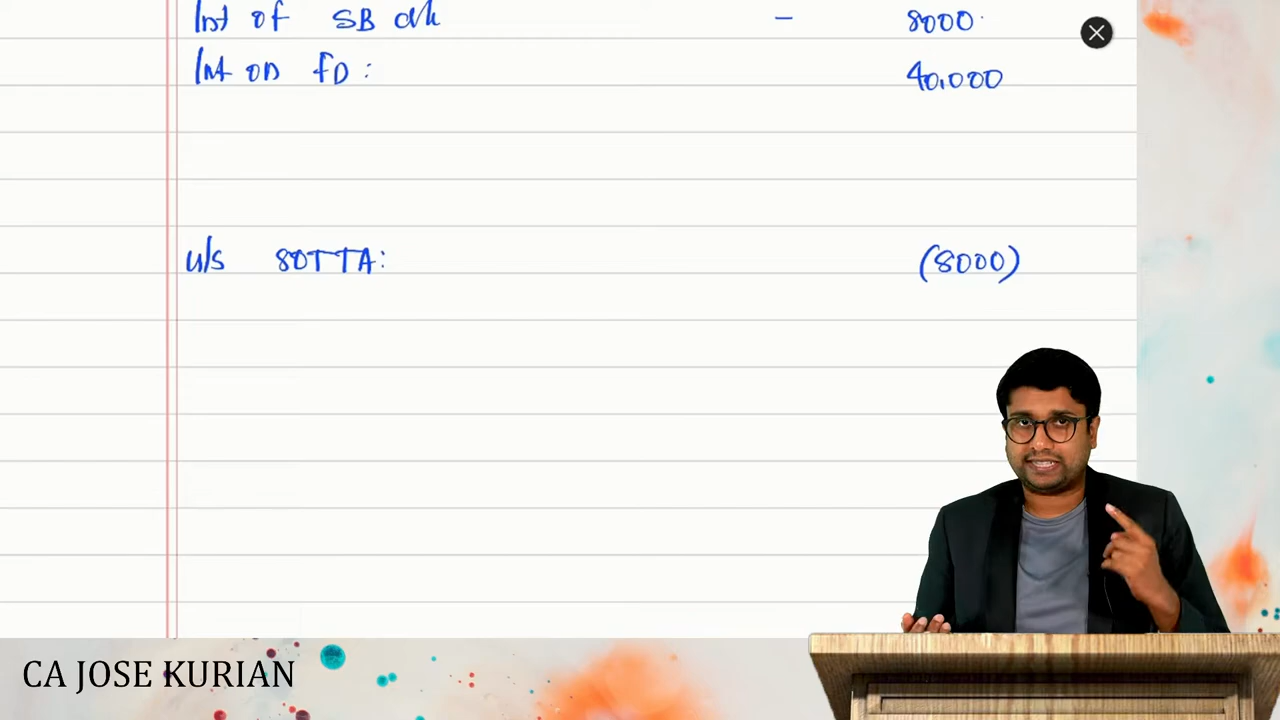 Int of SB a/c - 8000
Int on FD : 40,000
u/s 80TTA: (8000)
CA JOSE KURIAN